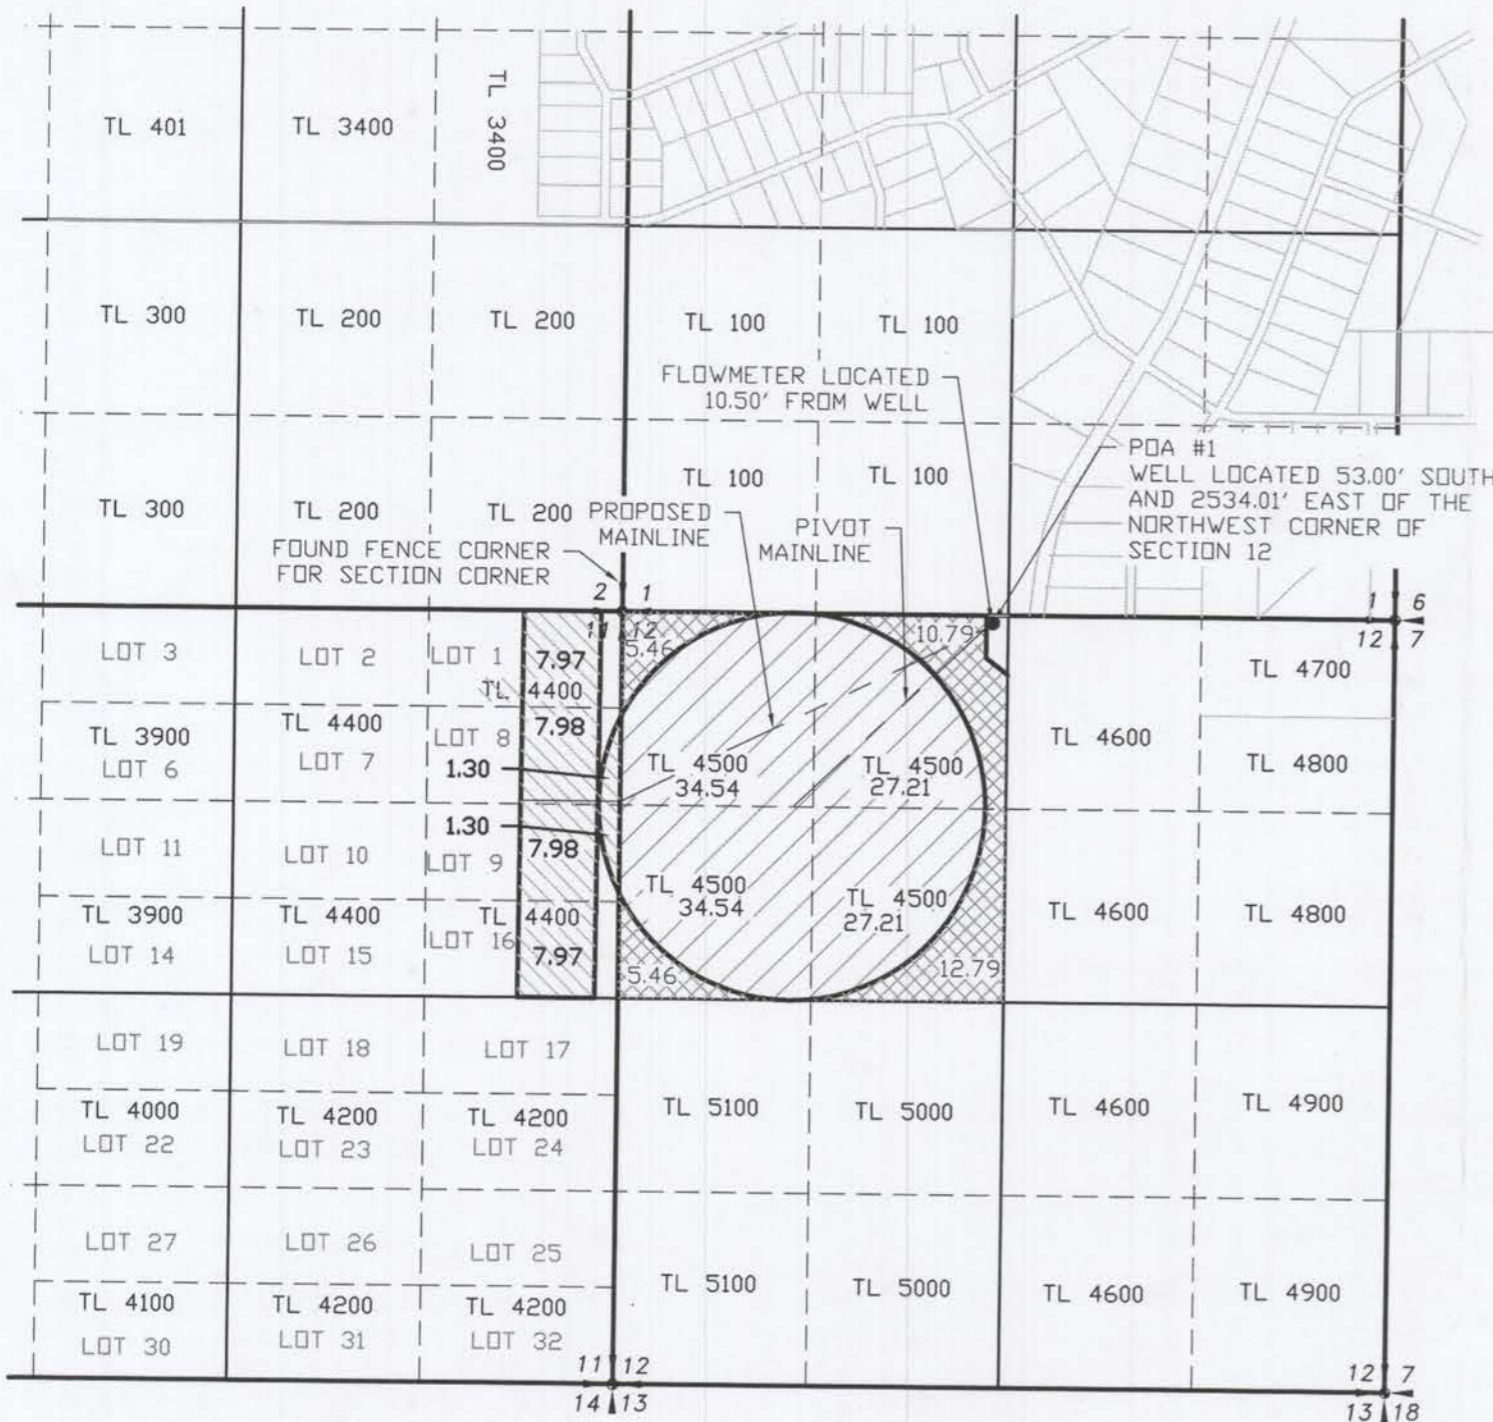 TL 401
TL 3400
TL 3400
TL 300
TL 200
TL 200
TL 100
TL 100
FLOWMETER LOCATED
10.50' FROM WELL
POA #1
WELL LOCATED 53.00' SOUTH
AND 2534.01' EAST OF THE
NORTHWEST CORNER OF
SECTION 12
TL 300
TL 200
TL 200
TL 100
TL 100
PROPOSED
MAINLINE
PIVOT
MAINLINE
FOUND FENCE CORNER
FOR SECTION CORNER
2 1
11 12
1 6
12 7
LOT 3
LOT 2
LOT 1
7.97
5.46
10.79
TL 4700
TL 4400
TL 3900
LOT 6
TL 4400
LOT 7
LOT 8
7.98
1.30
TL 4500
34.54
TL 4500
27.21
TL 4600
TL 4800
LOT 11
LOT 10
LOT 9
1.30
7.98
TL 3900
LOT 14
TL 4400
LOT 15
TL 4400
LOT 16
7.97
TL 4500
34.54
TL 4500
27.21
5.46
12.79
TL 4600
TL 4800
LOT 19
LOT 18
LOT 17
TL 4000
LOT 22
TL 4200
LOT 23
TL 4200
LOT 24
TL 5100
TL 5000
TL 4600
TL 4900
LOT 27
LOT 26
LOT 25
TL 4100
LOT 30
TL 4200
LOT 31
TL 4200
LOT 32
TL 5100
TL 5000
TL 4600
TL 4900
11 12
14 13
12 7
13 18